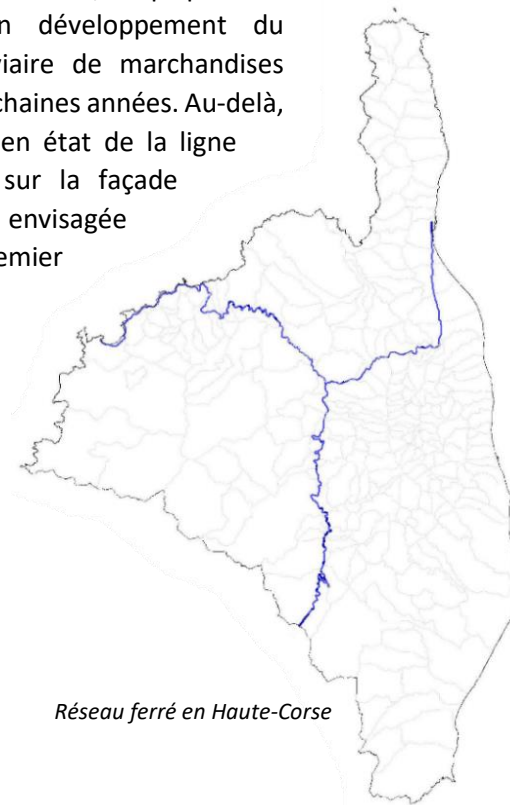 n développement du
viaire de marchandises
chaines années. Au-delà,
en état de la ligne
sur la façade
envisagée
emier
Réseau ferré en Haute-Corse